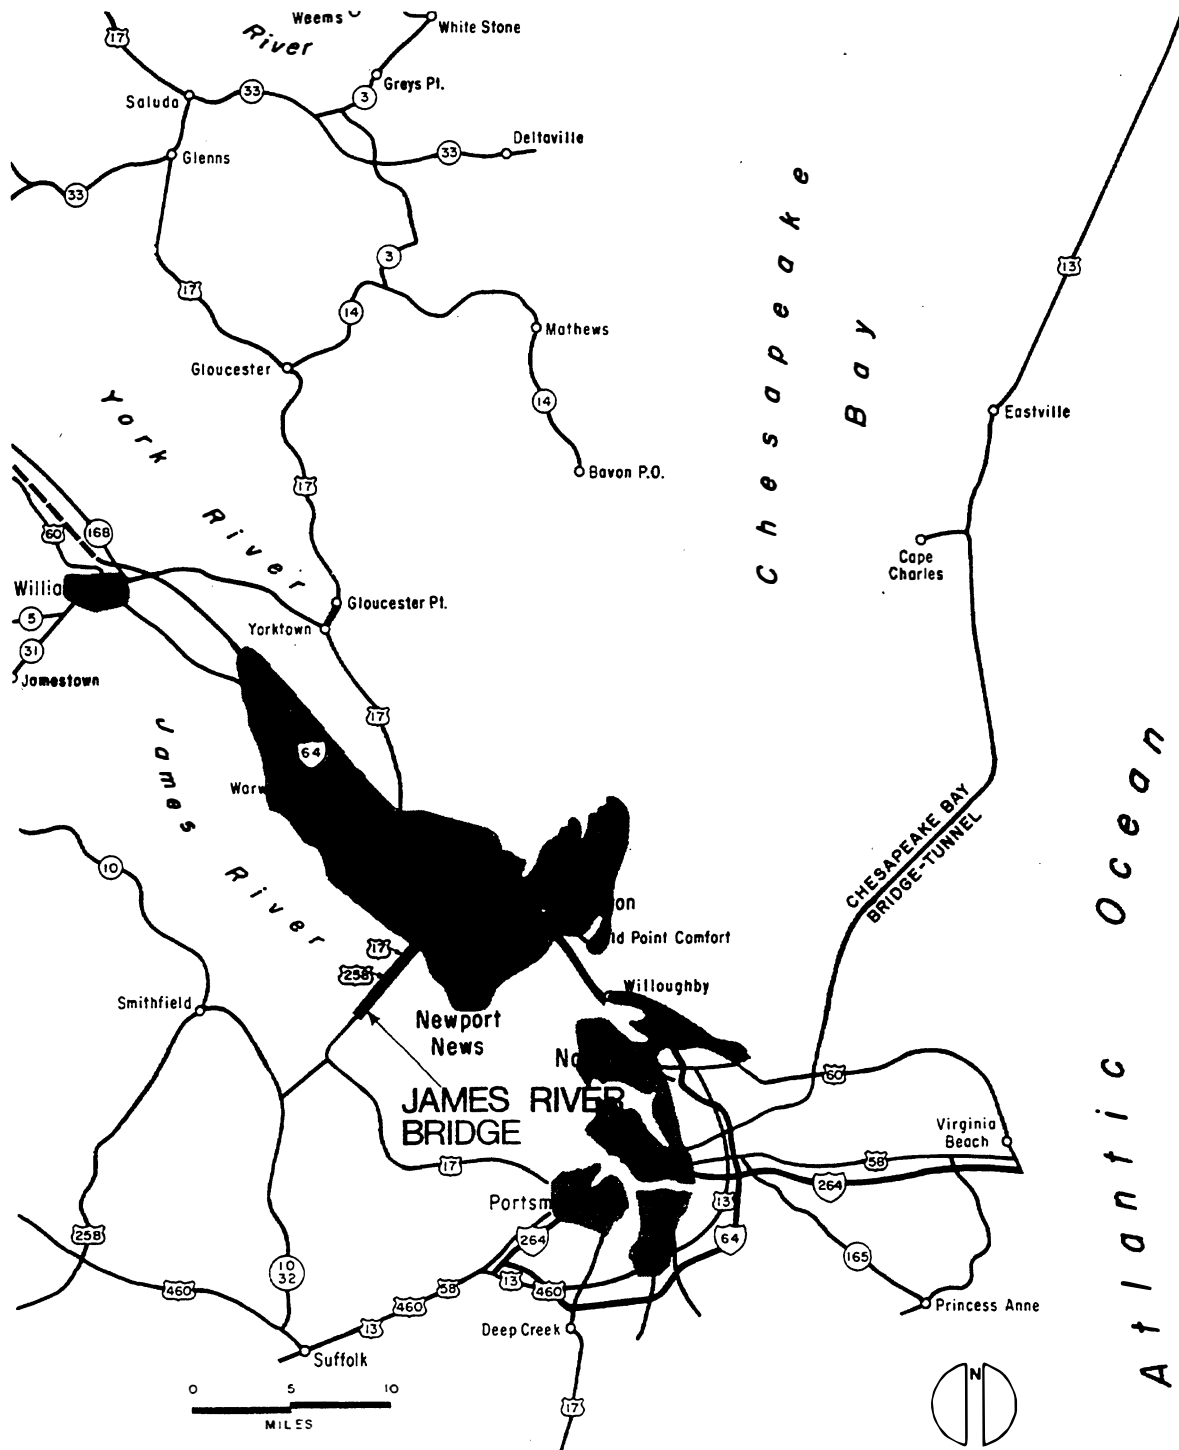 Weems
White Stone
17
River
Greys Pt.
Saluda
33
3
Deltaville
Glenns
33
33
Chesapeake
Bay
3
13
17
14
Mathews
Gloucester
York
River
14
Eastville
Bavon P.O.
17
60
168
Cape
Charles
Willia
5
Gloucester Pt.
Yorktown
31
Jamestown
17
James
River
64
Warw
CHESAPEAKE BAY
BRIDGE-TUNNEL
Atlantic Ocean
10
on
ld Point Comfort
17
258
Willoughby
Smithfield
Newport
News
No
60
JAMES RIVER
BRIDGE
Virginia
Beach
17
58
264
Portsm
13
258
264
64
165
10
32
460
13
460
58
460
Princess Anne
13
Deep Creek
Suffolk
0 5 10
MILES
N
17